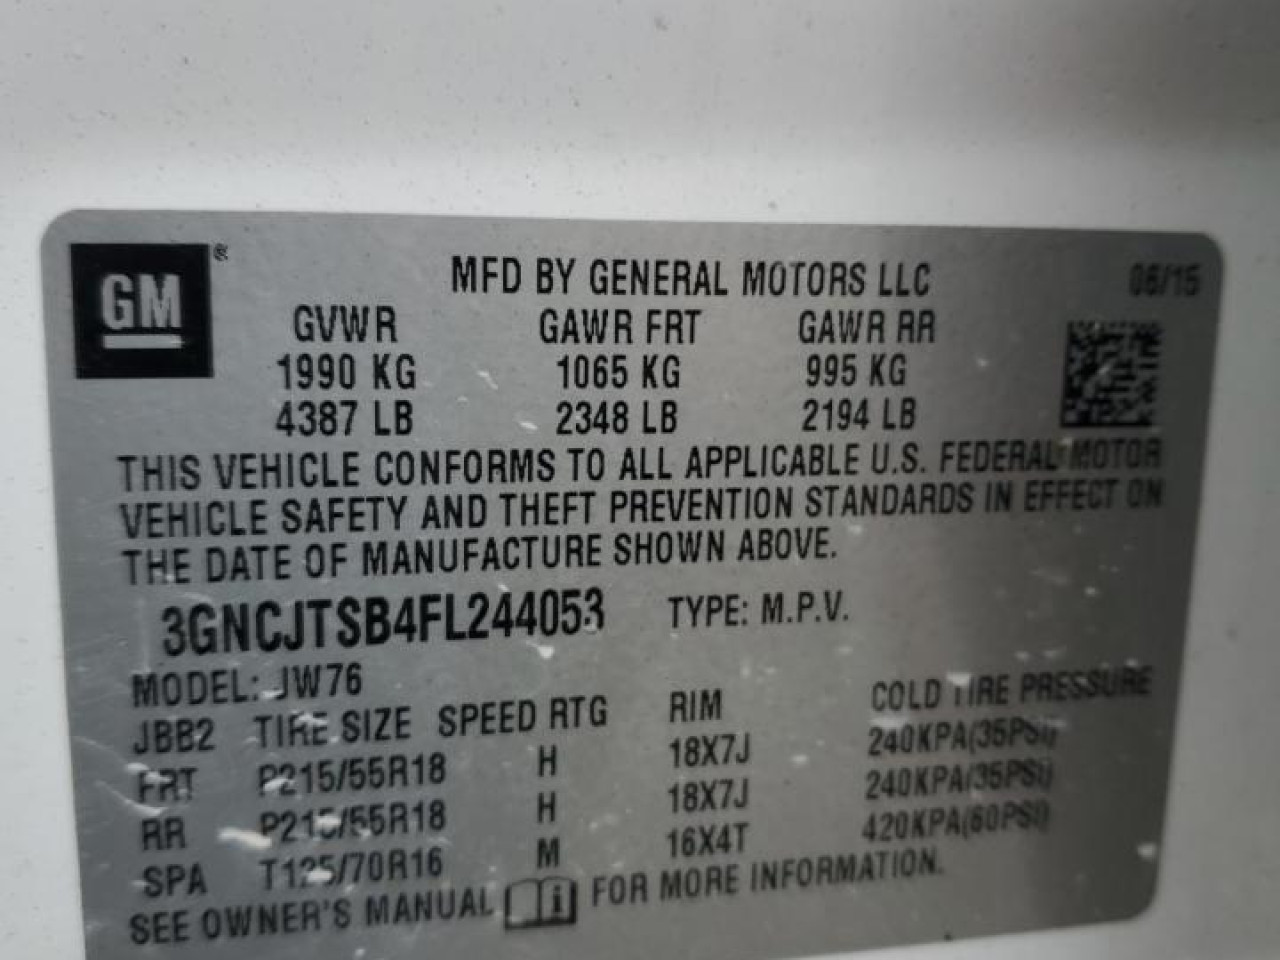 GM®
MFD BY GENERAL MOTORS LLC 06/15
GVWR GAWR FRT GAWR RR
1990 KG 1065 KG 995 KG
4387 LB 2348 LB 2194 LB
THIS VEHICLE CONFORMS TO ALL APPLICABLE U.S. FEDERAL MOTOR
VEHICLE SAFETY AND THEFT PREVENTION STANDARDS IN EFFECT ON
THE DATE OF MANUFACTURE SHOWN ABOVE.
3GNCJTSB4FL244053 TYPE: M.P.V.
MODEL: JW76
JBB2 TIRE SIZE SPEED RTG RIM COLD TIRE PRESSURE
FRT P215/55R18 H 18X7J 240KPA(35PSI)
RR P215/55R18 H 18X7J 240KPA(35PSI)
SPA T125/70R16 M 16X4T 420KPA(60PSI)
SEE OWNER'S MANUAL i FOR MORE INFORMATION.